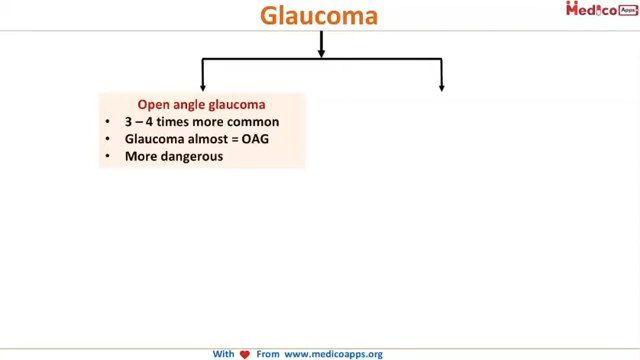 Glaucoma
Medico Apps
Open angle glaucoma
• 3 – 4 times more common
• Glaucoma almost = OAG
• More dangerous
With ♥ From www.medicoapps.org